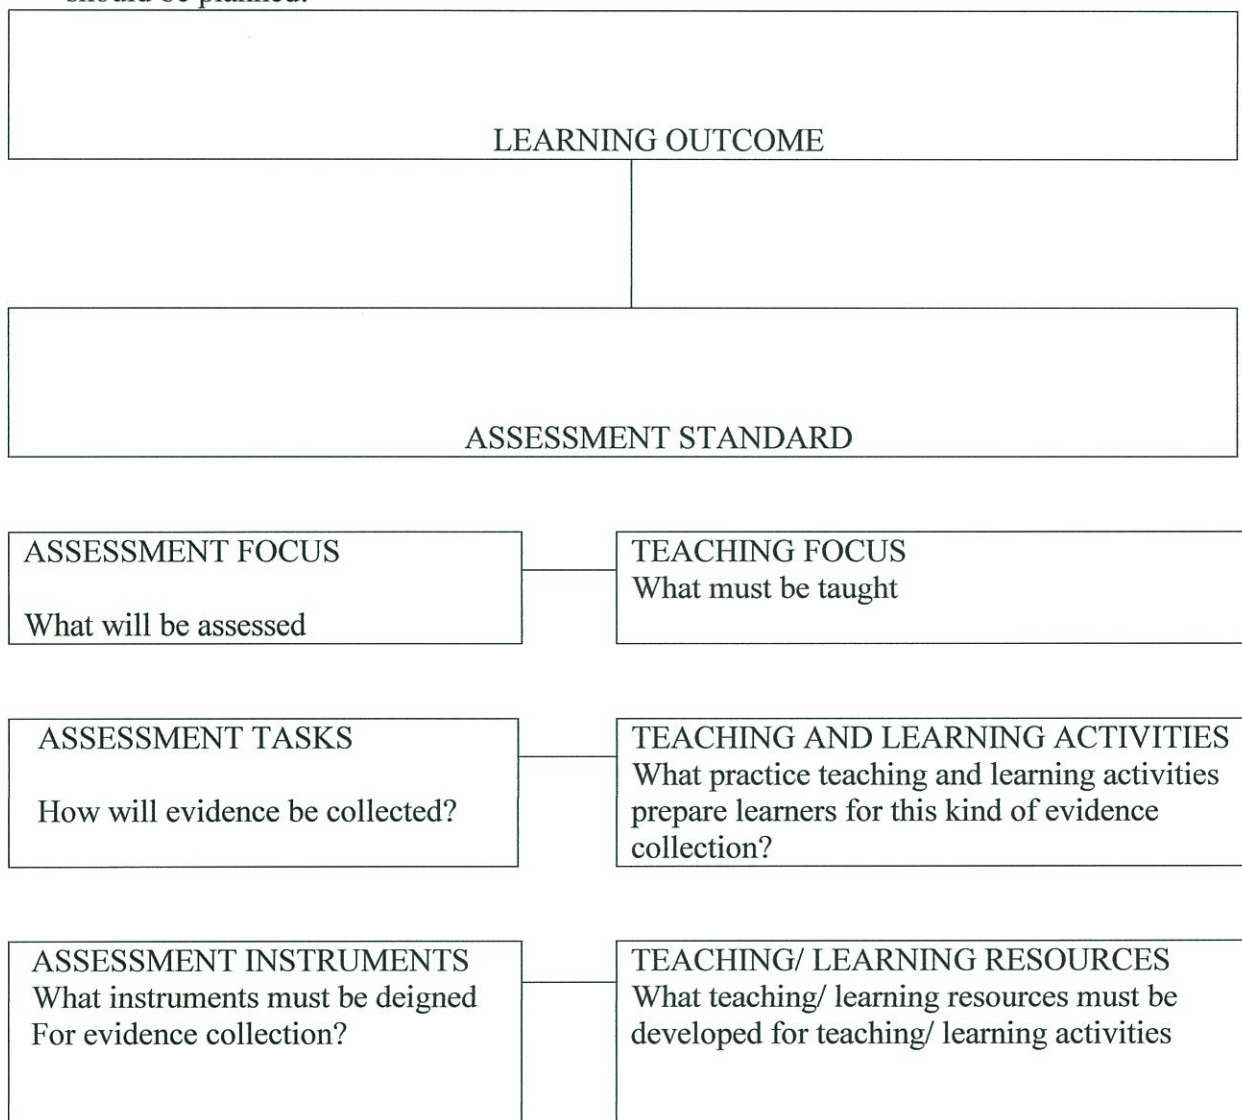 should be planned:
LEARNING OUTCOME
ASSESSMENT STANDARD
ASSESSMENT FOCUS
What will be assessed
TEACHING FOCUS
What must be taught
ASSESSMENT TASKS
How will evidence be collected?
TEACHING AND LEARNING ACTIVITIES
What practice teaching and learning activities
prepare learners for this kind of evidence
collection?
ASSESSMENT INSTRUMENTS
What instruments must be deigned
For evidence collection?
TEACHING/ LEARNING RESOURCES
What teaching/ learning resources must be
developed for teaching/ learning activities